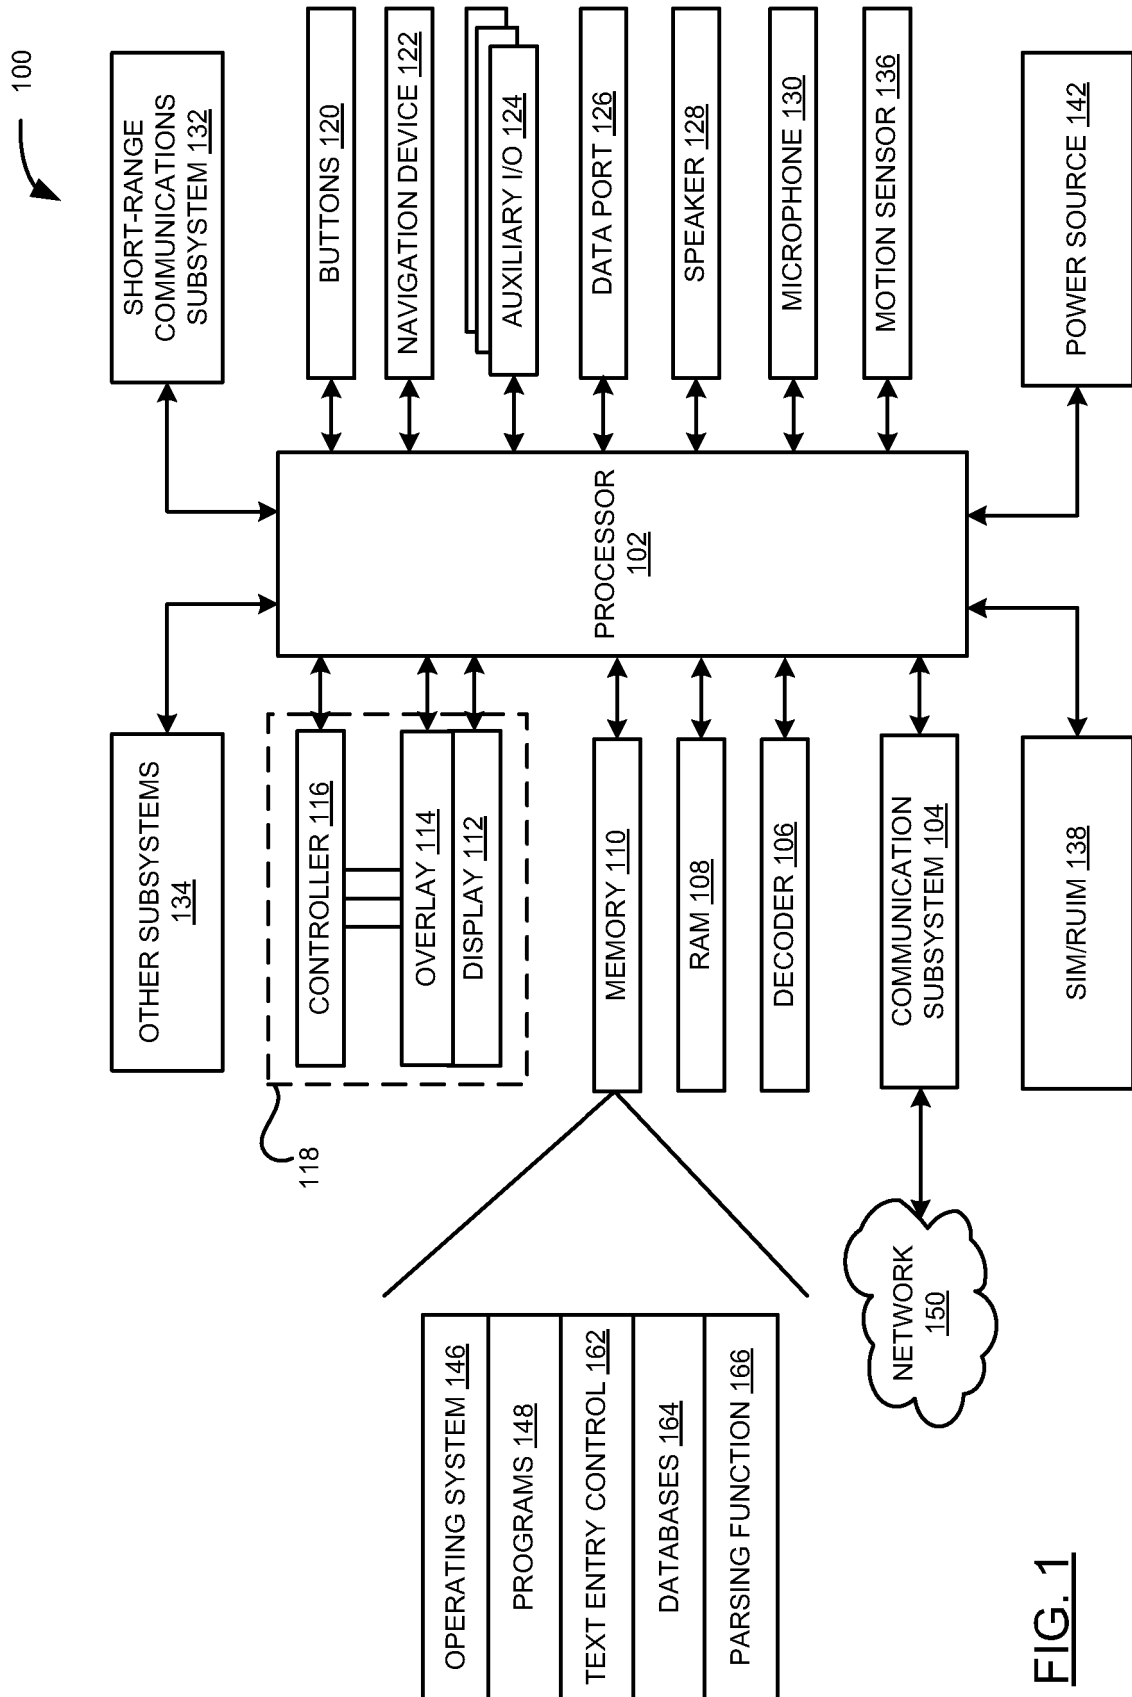 100
OTHER SUBSYSTEMS
134
SHORT-RANGE
COMMUNICATIONS
SUBSYSTEM 132
118
CONTROLLER 116
OVERLAY 114
DISPLAY 112
BUTTONS 120
NAVIGATION DEVICE 122
AUXILIARY I/O 124
OPERATING SYSTEM 146
PROGRAMS 148
TEXT ENTRY CONTROL 162
DATABASES 164
PARSING FUNCTION 166
MEMORY 110
RAM 108
DECODER 106
PROCESSOR
102
DATA PORT 126
SPEAKER 128
MICROPHONE 130
MOTION SENSOR 136
NETWORK
150
COMMUNICATION
SUBSYSTEM 104
SIM/RUIM 138
POWER SOURCE 142
FIG. 1